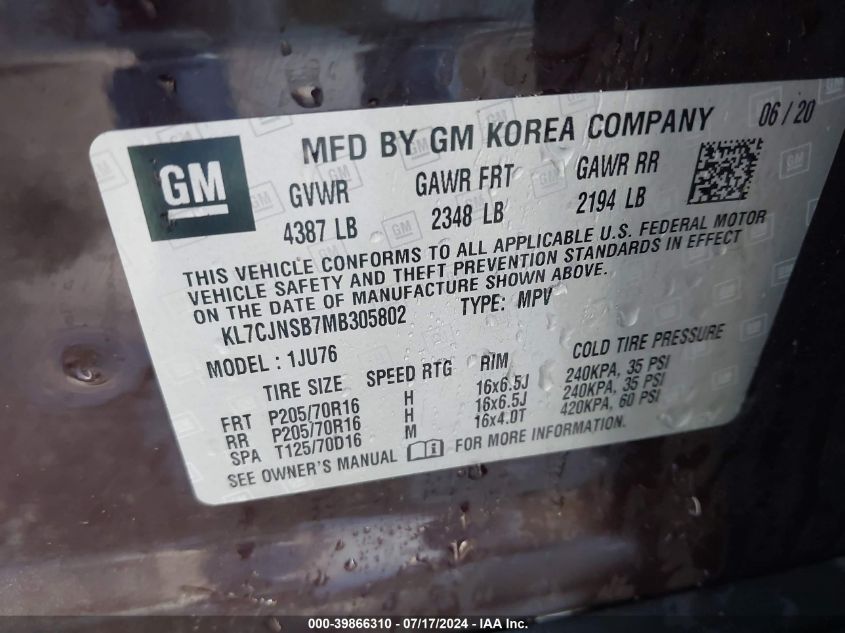 MFD BY GM KOREA COMPANY 06 / 20
GM
GVWR GAWR FRT GAWR RR
4387 LB 2348 LB 2194 LB
THIS VEHICLE CONFORMS TO ALL APPLICABLE U.S. FEDERAL MOTOR
VEHICLE SAFETY AND THEFT PREVENTION STANDARDS IN EFFECT
ON THE DATE OF MANUFACTURE SHOWN ABOVE.
KL7CJNSB7MB305802 TYPE: MPV
MODEL : 1JU76
TIRE SIZE SPEED RTG RIM COLD TIRE PRESSURE
FRT P205/70R16 H 16x6.5J 240KPA, 35 PSI
RR P205/70R16 H 16x6.5J 240KPA, 35 PSI
SPA T125/70D16 M 16x4.0T 420KPA, 60 PSI
SEE OWNER'S MANUAL FOR MORE INFORMATION.
000-39866310 / 07/17/2024 - IAA Inc.